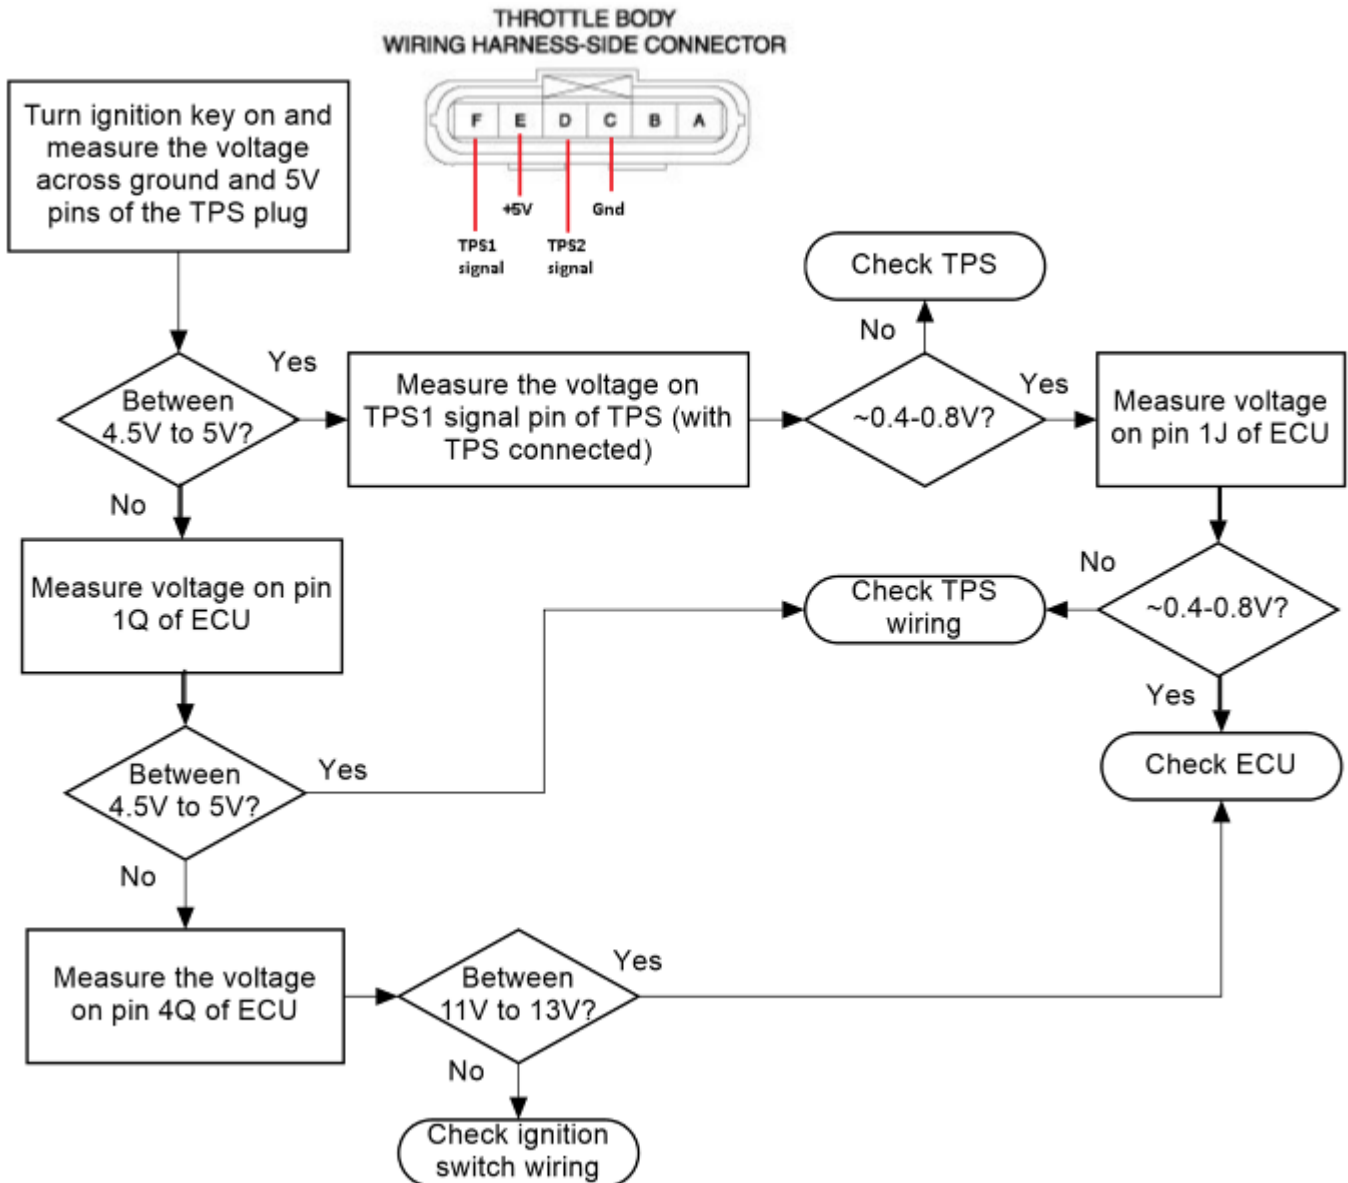 THROTTLE BODY
WIRING HARNESS-SIDE CONNECTOR
F E D C B A
+5V
Gnd
TPS1
signal
TPS2
signal
Turn ignition key on and
measure the voltage
across ground and 5V
pins of the TPS plug
Between
4.5V to 5V?
Yes
No
Measure the voltage on
TPS1 signal pin of TPS (with
TPS connected)
~0.4-0.8V?
No
Check TPS
Yes
Measure voltage
on pin 1J of ECU
~0.4-0.8V?
No
Check TPS
wiring
Yes
Check ECU
Measure voltage on pin
1Q of ECU
Between
4.5V to 5V?
Yes
No
Measure the voltage
on pin 4Q of ECU
Between
11V to 13V?
Yes
No
Check ignition
switch wiring